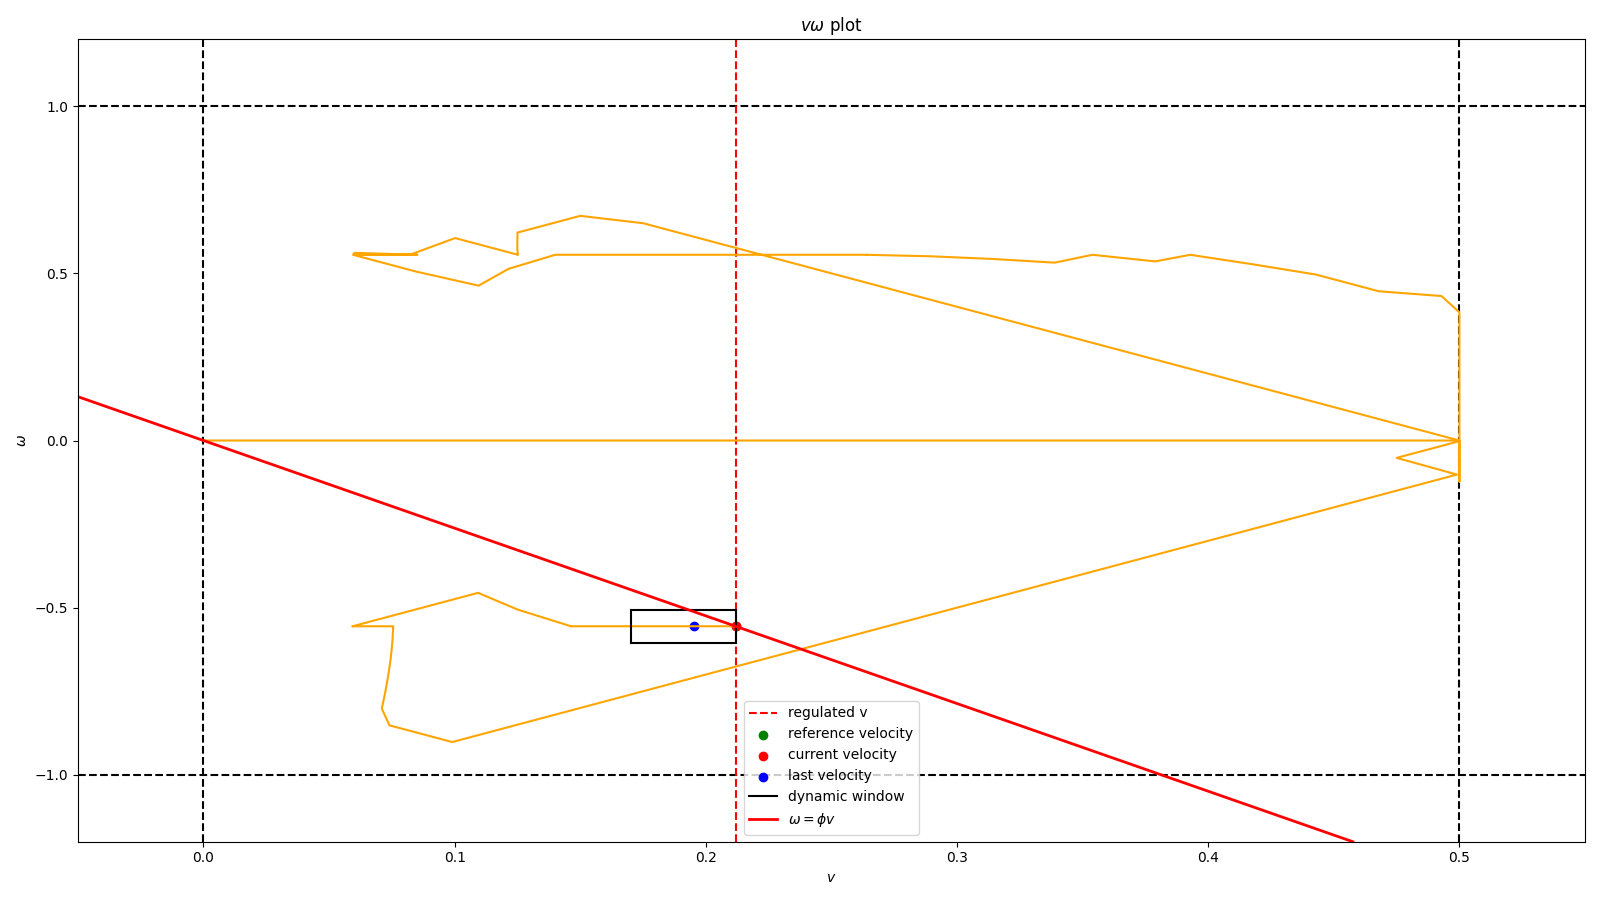 vω plot
1.0
0.5
0.0
−0.5
−1.0
ω
0.0
0.1
0.2
0.3
0.4
0.5
v
regulated v
reference velocity
current velocity
last velocity
dynamic window
ω = ϕv